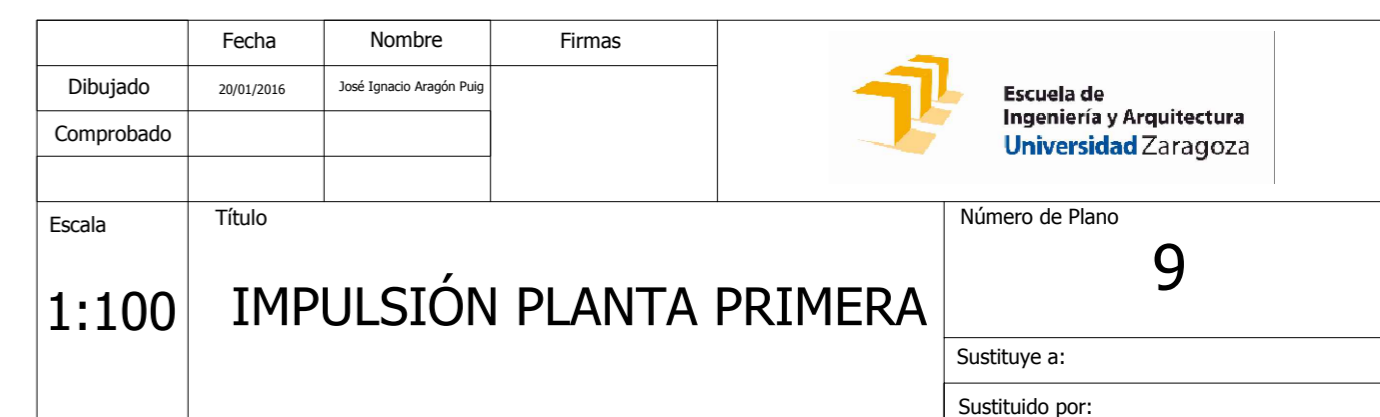 Fecha Nombre Firmas
Dibujado 20/01/2016 José Ignacio Aragón Puig
Comprobado
Escuela de
Ingeniería y Arquitectura
Universidad Zaragoza
Escala Título Número de Plano
1:100 IMPULSIÓN PLANTA PRIMERA 9
Sustituye a:
Sustituido por: